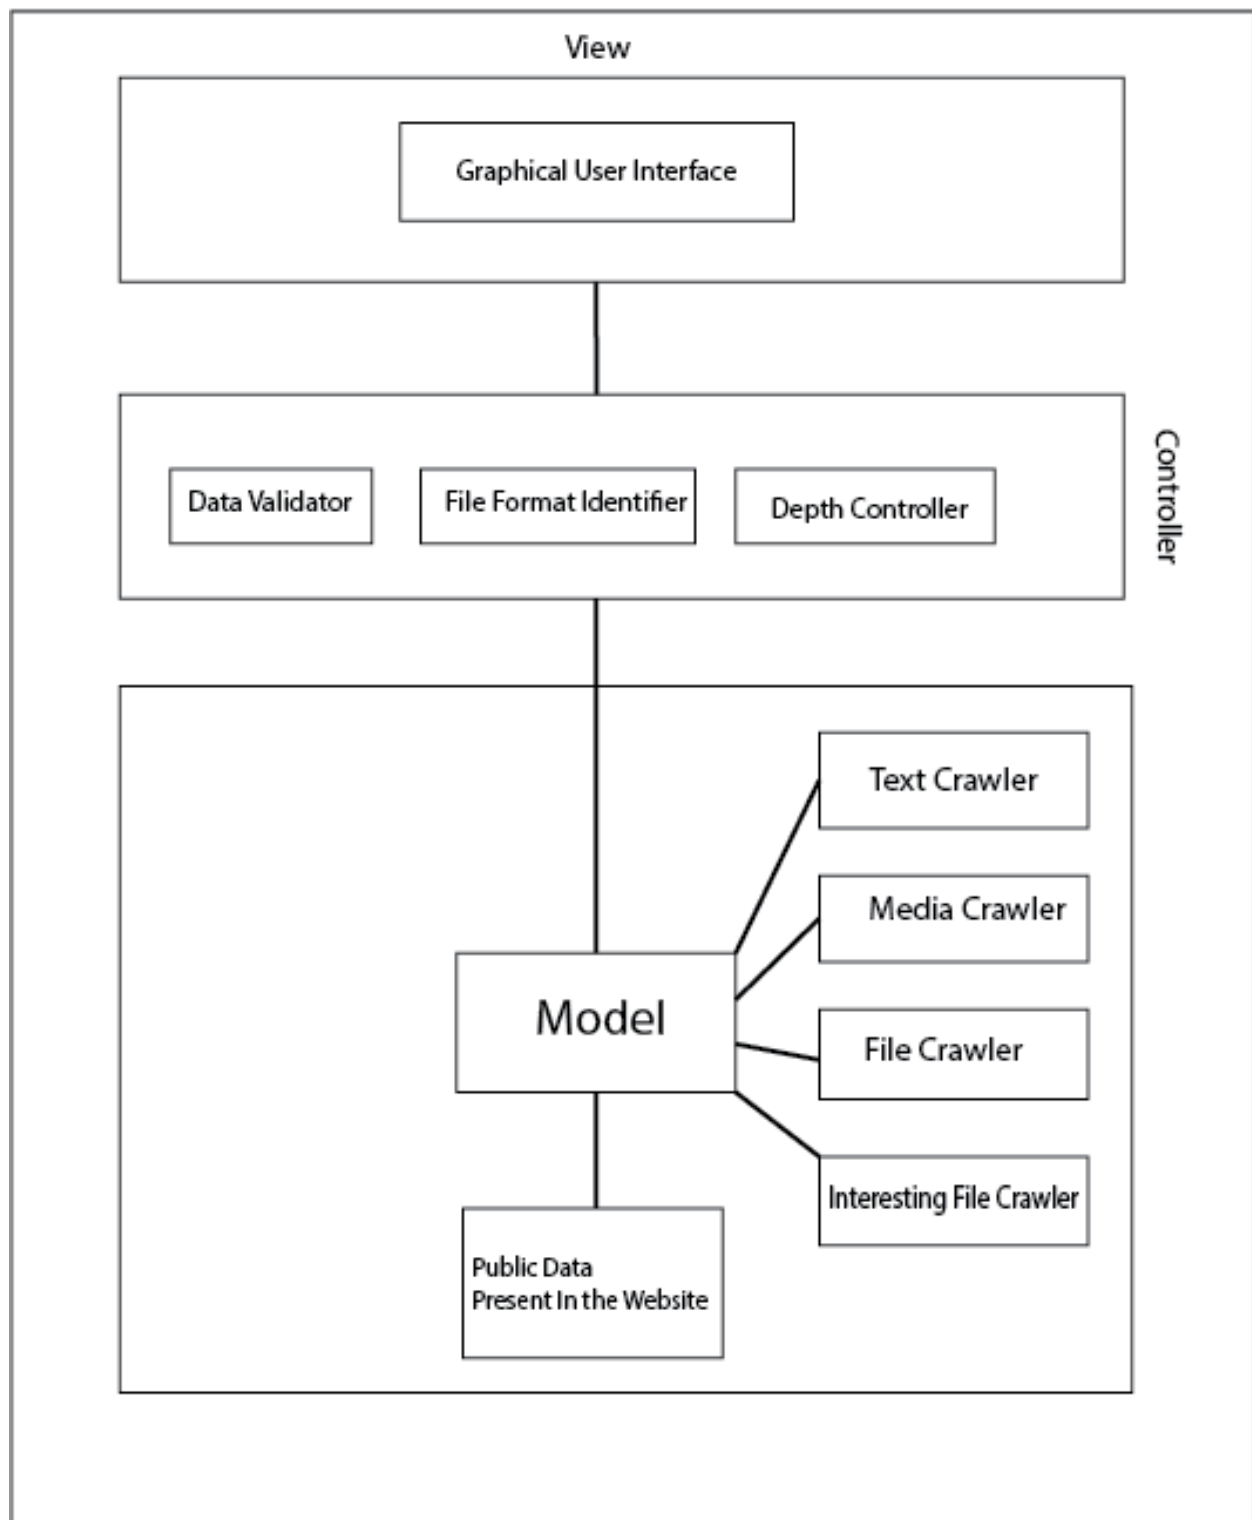 View
Graphical User Interface
Controller
Data Validator
File Format Identifier
Depth Controller
Text Crawler
Media Crawler
Model
File Crawler
Interesting File Crawler
Public Data
Present In the Website